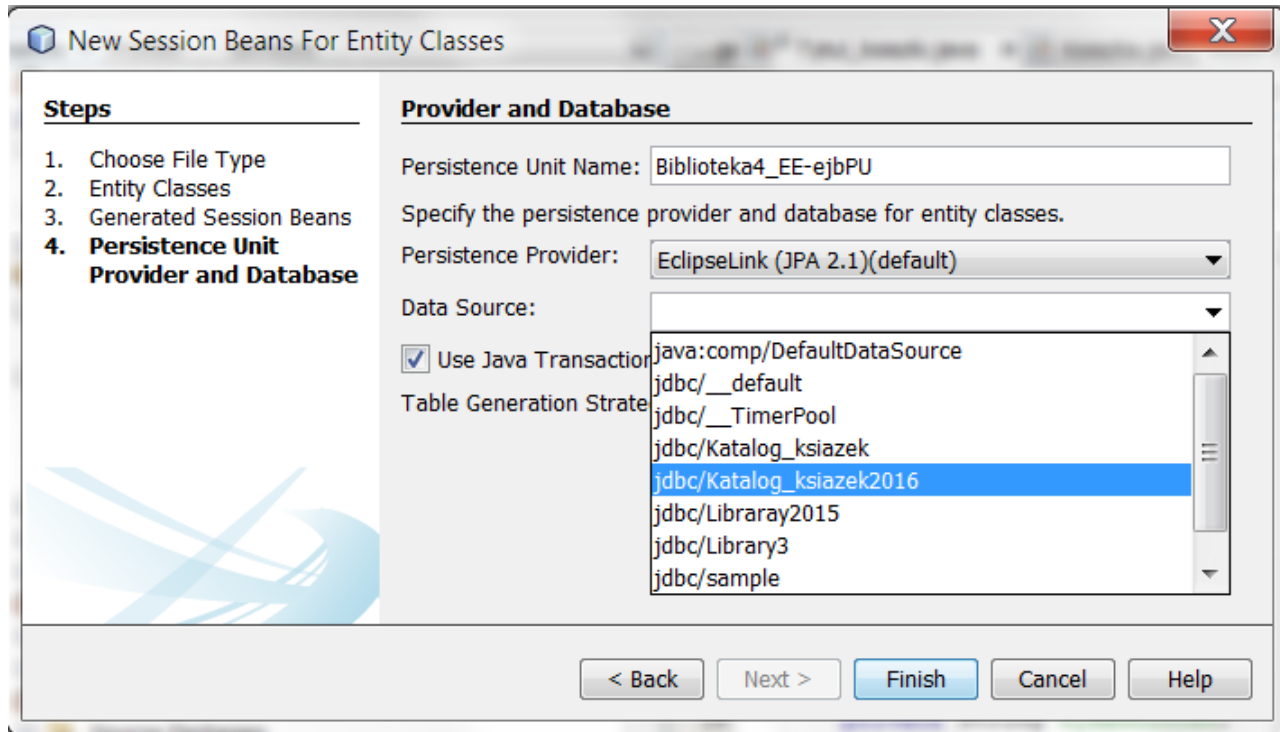 New Session Beans For Entity Classes
Steps
1. Choose File Type
2. Entity Classes
3. Generated Session Beans
4. Persistence Unit
Provider and Database
Provider and Database
Persistence Unit Name: Biblioteka4_EE-ejbPU
Specify the persistence provider and database for entity classes.
Persistence Provider: EclipseLink (JPA 2.1)(default)
Data Source:
Use Java Transaction
Table Generation Strate
java:comp/DefaultDataSource
jdbc/__default
jdbc/__TimerPool
jdbc/Katalog_ksiazek
jdbc/Katalog_ksiazek2016
jdbc/Libraray2015
jdbc/Library3
jdbc/sample
< Back Next > Finish Cancel Help